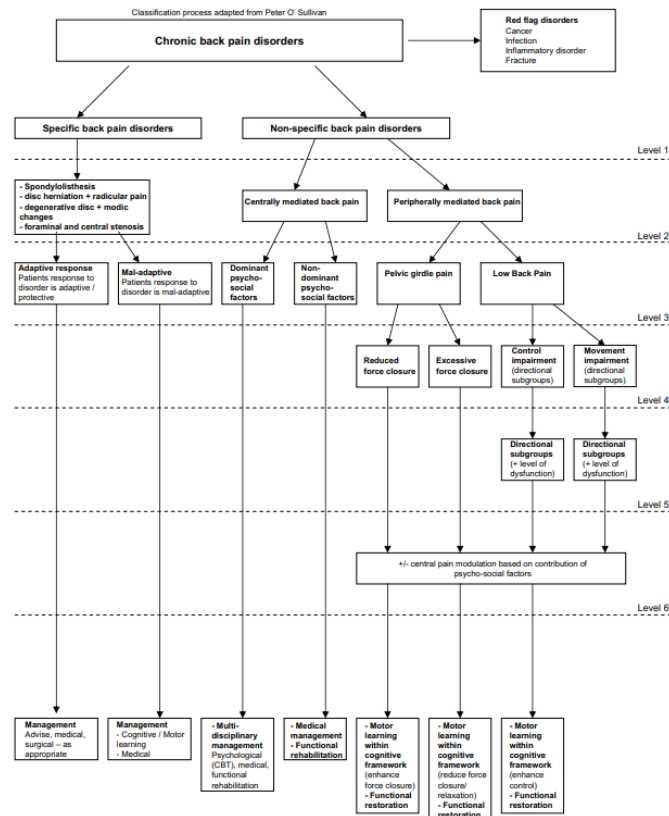 Classification process adapted from Peter O' Sullivan
Chronic back pain disorders
Red flag disorders
Cancer
Infection
Inflammatory disorder
Fracture
Specific back pain disorders
Non-specific back pain disorders
Level 1
- Spondylolisthesis
- disc herniation + radicular pain
- degenerative disc + modic
changes
- foraminal and central stenosis
Centrally mediated back pain
Peripherally mediated back pain
Level 2
Adaptive response
Patients response to
disorder is adaptive /
protective
Mal-adaptive
Patients response to
disorder is mal-adaptive
Dominant
psycho-
social
factors
Non-
dominant
psycho-
social factors
Pelvic girdle pain
Low Back Pain
Level 3
Reduced
force closure
Excessive
force closure
Control
impairment
(directional
subgroups)
Movement
impairment
(directional
subgroups)
Level 4
Directional
subgroups
(+ level of
dysfunction)
Directional
subgroups
(+ level of
dysfunction)
Level 5
+/- central pain modulation based on contribution of
psycho-social factors
Level 6
Management
Advise, medical,
surgical – as
appropriate
Management
- Cognitive / Motor
learning
- Medical
- Multi-
disciplinary
management
Psychological
(CBT), medical,
functional
rehabilitation
- Medical
management
- Functional
rehabilitation
- Motor
learning
within
cognitive
framework
(enhance
force closure)
- Functional
restoration
- Motor
learning
within
cognitive
framework
(reduce force
closure/
relaxation)
- Functional
restoration
- Motor
learning
within
cognitive
framework
(enhance
control)
- Functional
restoration